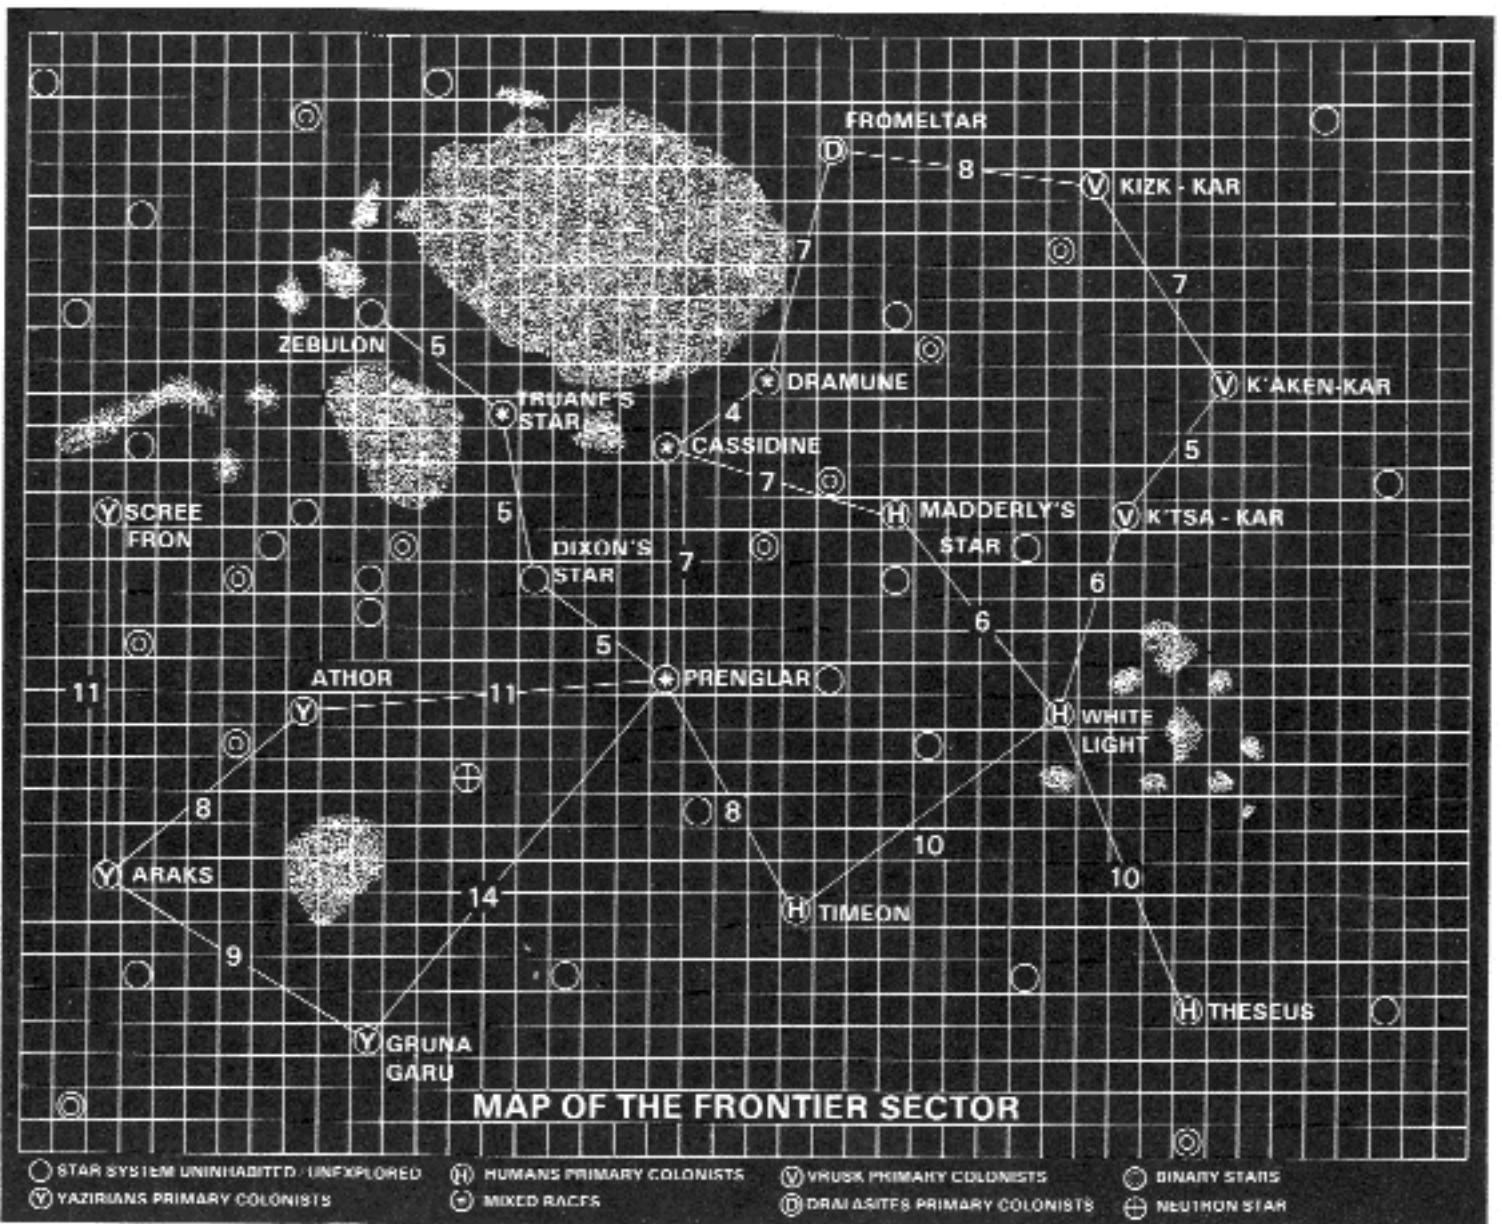 FROMELTAR
D
8
V KIZK - KAR
7
7
ZEBULON
5
DRAMUNE
V K'AKEN-KAR
TRUANE'S
STAR
4
CASSIDINE
5
7
Y SCREE
FRON
5
H MADDERLY'S
STAR
V K'TSA - KAR
DIXON'S
STAR
7
6
6
5
ATHOR
Y
11
11
PRENGLAR
H WHITE
LIGHT
8
8
10
Y ARAKS
14
10
H TIMEON
9
H THESEUS
Y GRUNA
GARU
MAP OF THE FRONTIER SECTOR
STAR SYSTEM UNINHABITED / UNEXPLORED
H HUMANS PRIMARY COLONISTS
V VRUSK PRIMARY COLONISTS
BINARY STARS
Y YAZIRIANS PRIMARY COLONISTS
MIXED RACES
D DRALASITES PRIMARY COLONISTS
NEUTRON STAR